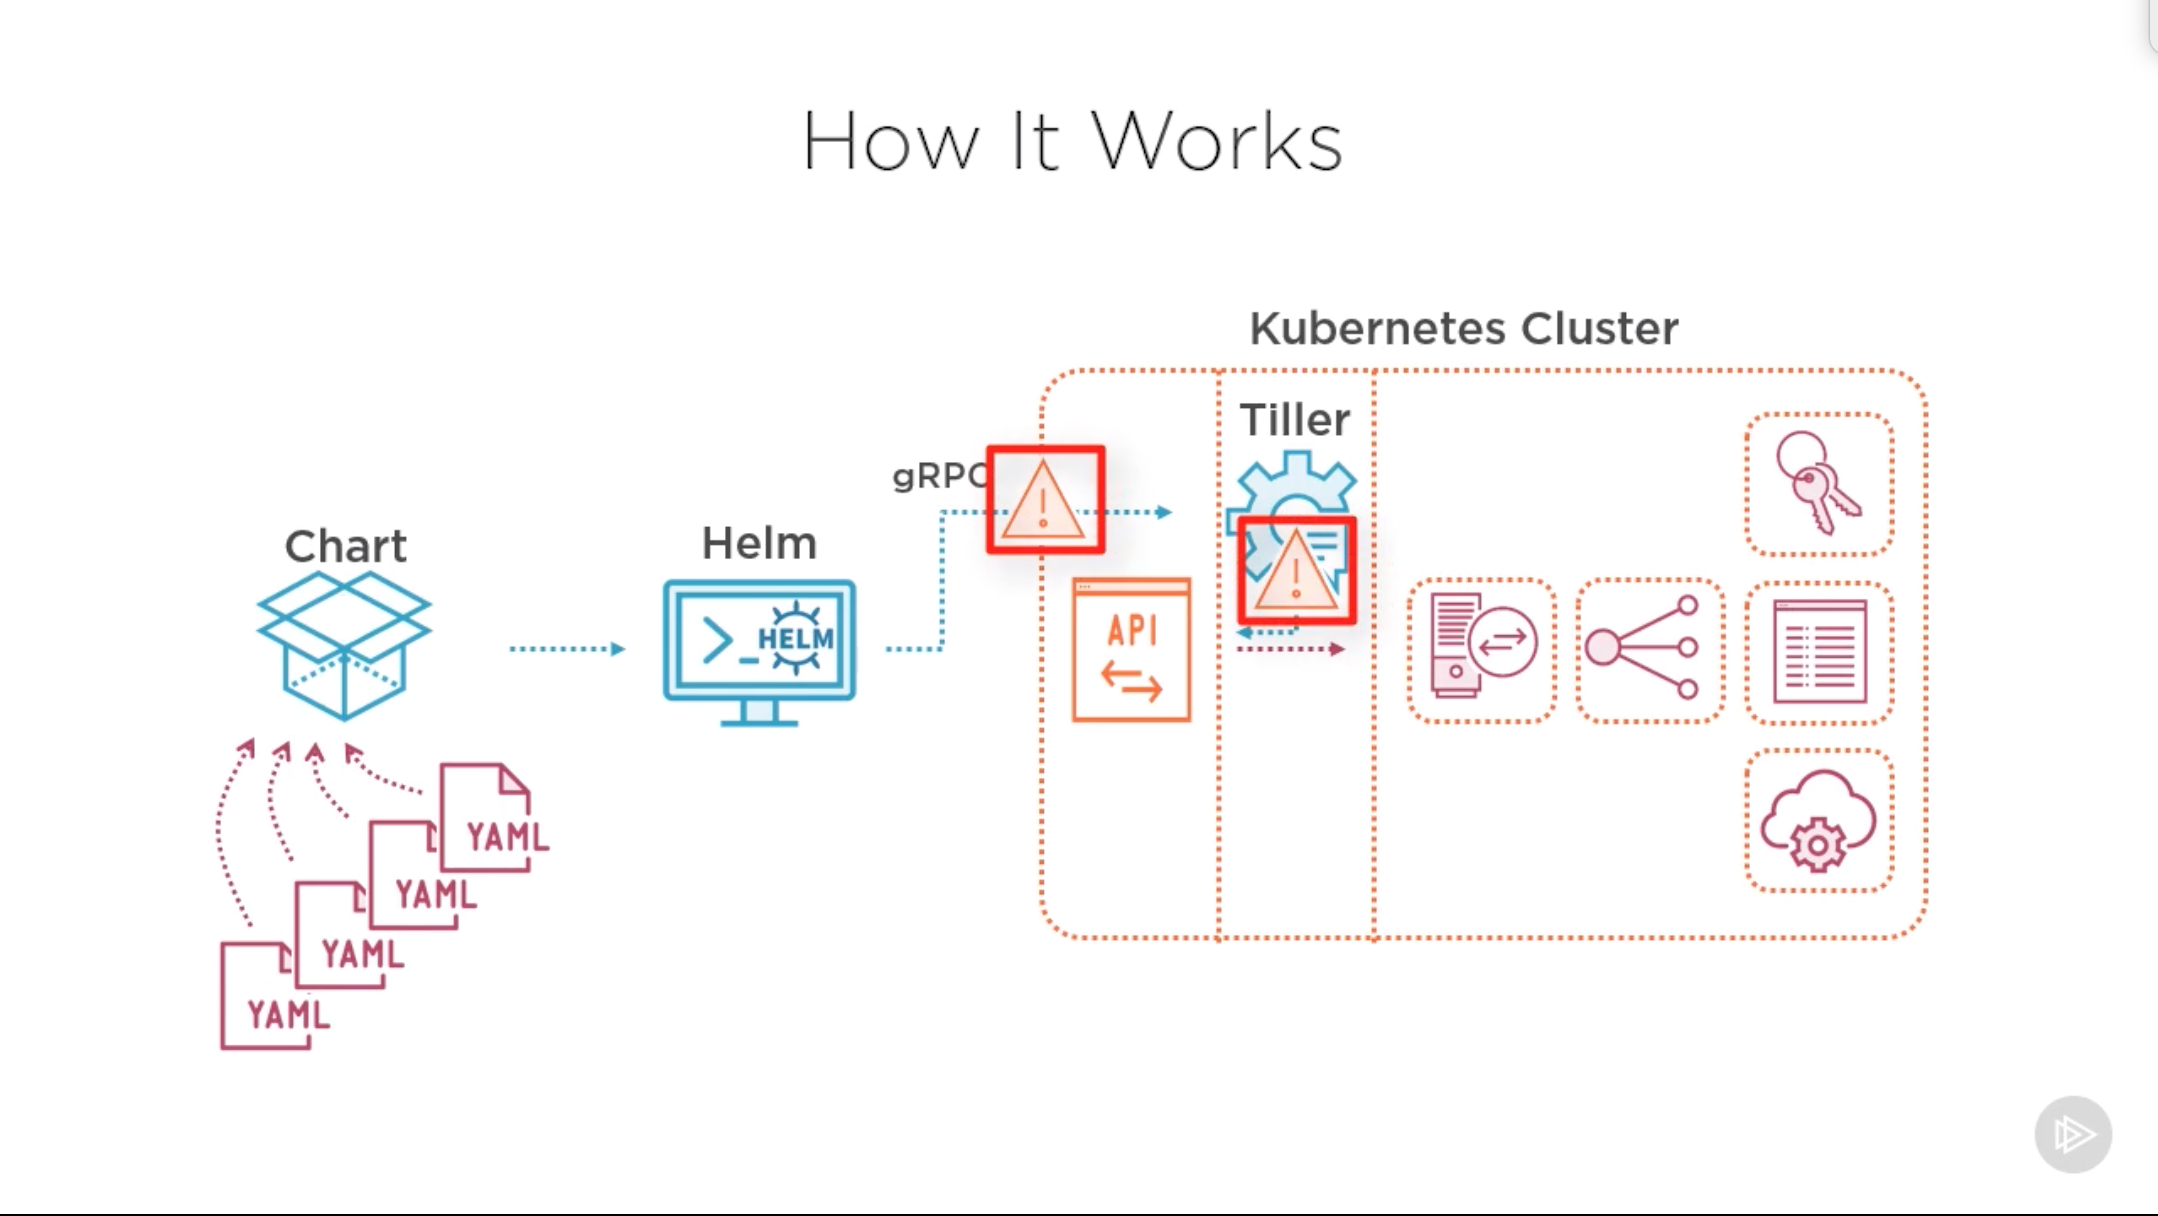 How It Works
Kubernetes Cluster
Tiller
gRPC
Chart
Helm
>_ HELM
API
YAML
YAML
YAML
YAML